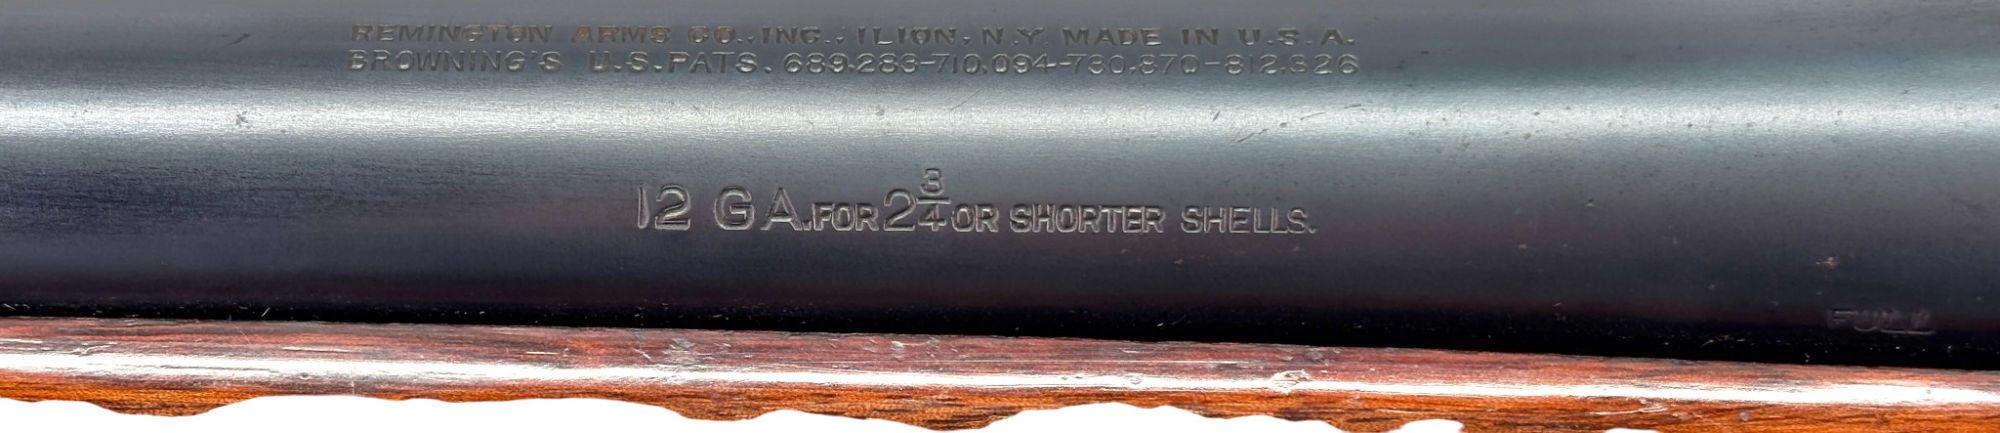 REMINGTON ARMS CO., INC., ILION, N.Y. MADE IN U.S.A.
BROWNING'S U.S.PATS. 689,283-710,094-730,870-812,326
12 GA. FOR 2 3/4 OR SHORTER SHELLS.
FULL